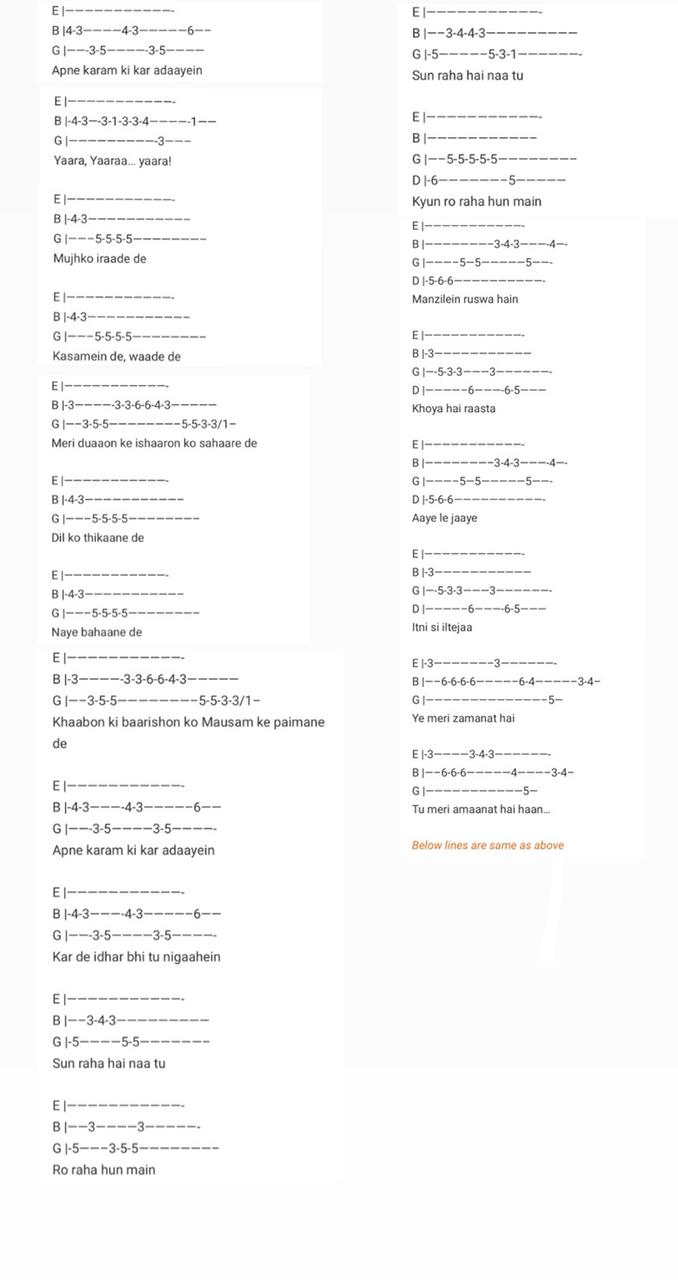 E |−−−−−−−−−−−-
B |4-3−−−−4-3−−−−−6−−
G |−−-3-5−−−−-3-5−−−−
Apne karam ki kar adaayein
E |−−−−−−−−−−−-
B |-4-3−-3-1-3-3-4−−−−-1−−
G |−−−−−−−−−-3−−−
Yaara, Yaaraa… yaara!
E |−−−−−−−−−−−-
B |-4-3−−−−−−−−−−−
G |−−−5-5-5-5−−−−−−−−
Mujhko iraade de
E |−−−−−−−−−−−-
B |-4-3−−−−−−−−−−−
G |−−−5-5-5-5−−−−−−−−
Kasamein de, waade de
E |−−−−−−−−−−−-
B |-3−−−−-3-3-6-6-4-3−−−−−
G |−−3-5-5−−−−−−−−5-5-3-3/1−
Meri duaaon ke ishaaron ko sahaare de
E |−−−−−−−−−−−-
B |-4-3−−−−−−−−−−−
G |−−−5-5-5-5−−−−−−−−
Dil ko thikaane de
E |−−−−−−−−−−−-
B |-4-3−−−−−−−−−−−
G |−−−5-5-5-5−−−−−−−−
Naye bahaane de
E |−−−−−−−−−−−-
B |-3−−−−-3-3-6-6-4-3−−−−−
G |−−3-5-5−−−−−−−−5-5-3-3/1−
Khaabon ki baarishon ko Mausam ke paimane
de
E |−−−−−−−−−−−-
B |-4-3−−−-4-3−−−−−6−−
G |−−-3-5−−−−3-5−−−−-
Apne karam ki kar adaayein
E |−−−−−−−−−−−-
B |-4-3−−−-4-3−−−−−6−−
G |−−-3-5−−−−3-5−−−−-
Kar de idhar bhi tu nigaahein
E |−−−−−−−−−−−-
B |−−3-4-3−−−−−−−−−
G |-5−−−−5-5−−−−−−−
Sun raha hai naa tu
E |−−−−−−−−−−−-
B |−−3−−−−3−−−−−-
G |-5−−−3-5-5−−−−−−−−
Ro raha hun main
E |−−−−−−−−−−−-
B |−−3-4-4-3−−−−−−−−−
G |-5−−−−−5-3-1−−−−−−-
Sun raha hai naa tu
E |−−−−−−−−−−−-
B |−−−−−−−−−−−
G |−−5-5-5-5-5−−−−−−−−
D |-6−−−−−−−5−−−−−
Kyun ro raha hun main
E |−−−−−−−−−−−-
B |−−−−−−−−3-4-3−−−-4−-
G |−−−−5−5−−−−−5−−-
D |-5-6-6−−−−−−−−−−-
Manzilein ruswa hain
E |−−−−−−−−−−−-
B |-3−−−−−−−−−−−
G |−-5-3-3−−−3−−−−−−-
D |−−−−−6−−−-6-5−−−
Khoya hai raasta
E |−−−−−−−−−−−-
B |−−−−−−−−3-4-3−−−-4−-
G |−−−−5−5−−−−−5−−-
D |-5-6-6−−−−−−−−−−-
Aaye le jaaye
E |−−−−−−−−−−−-
B |-3−−−−−−−−−−−
G |−-5-3-3−−−3−−−−−−-
D |−−−−−6−−−-6-5−−−
Itni si iltejaa
E |-3−−−−−−−3−−−−−−-
B |−−6-6-6-6−−−−−6-4−−−−−3-4−
G |−−−−−−−−−−−−−−5−
Ye meri zamanat hai
E |-3−−−−3-4-3−−−−−−-
B |−−6-6-6−−−−−4−−−−3-4−
G |−−−−−−−−−−−5−
Tu meri amaanat hai haan…
Below lines are same as above